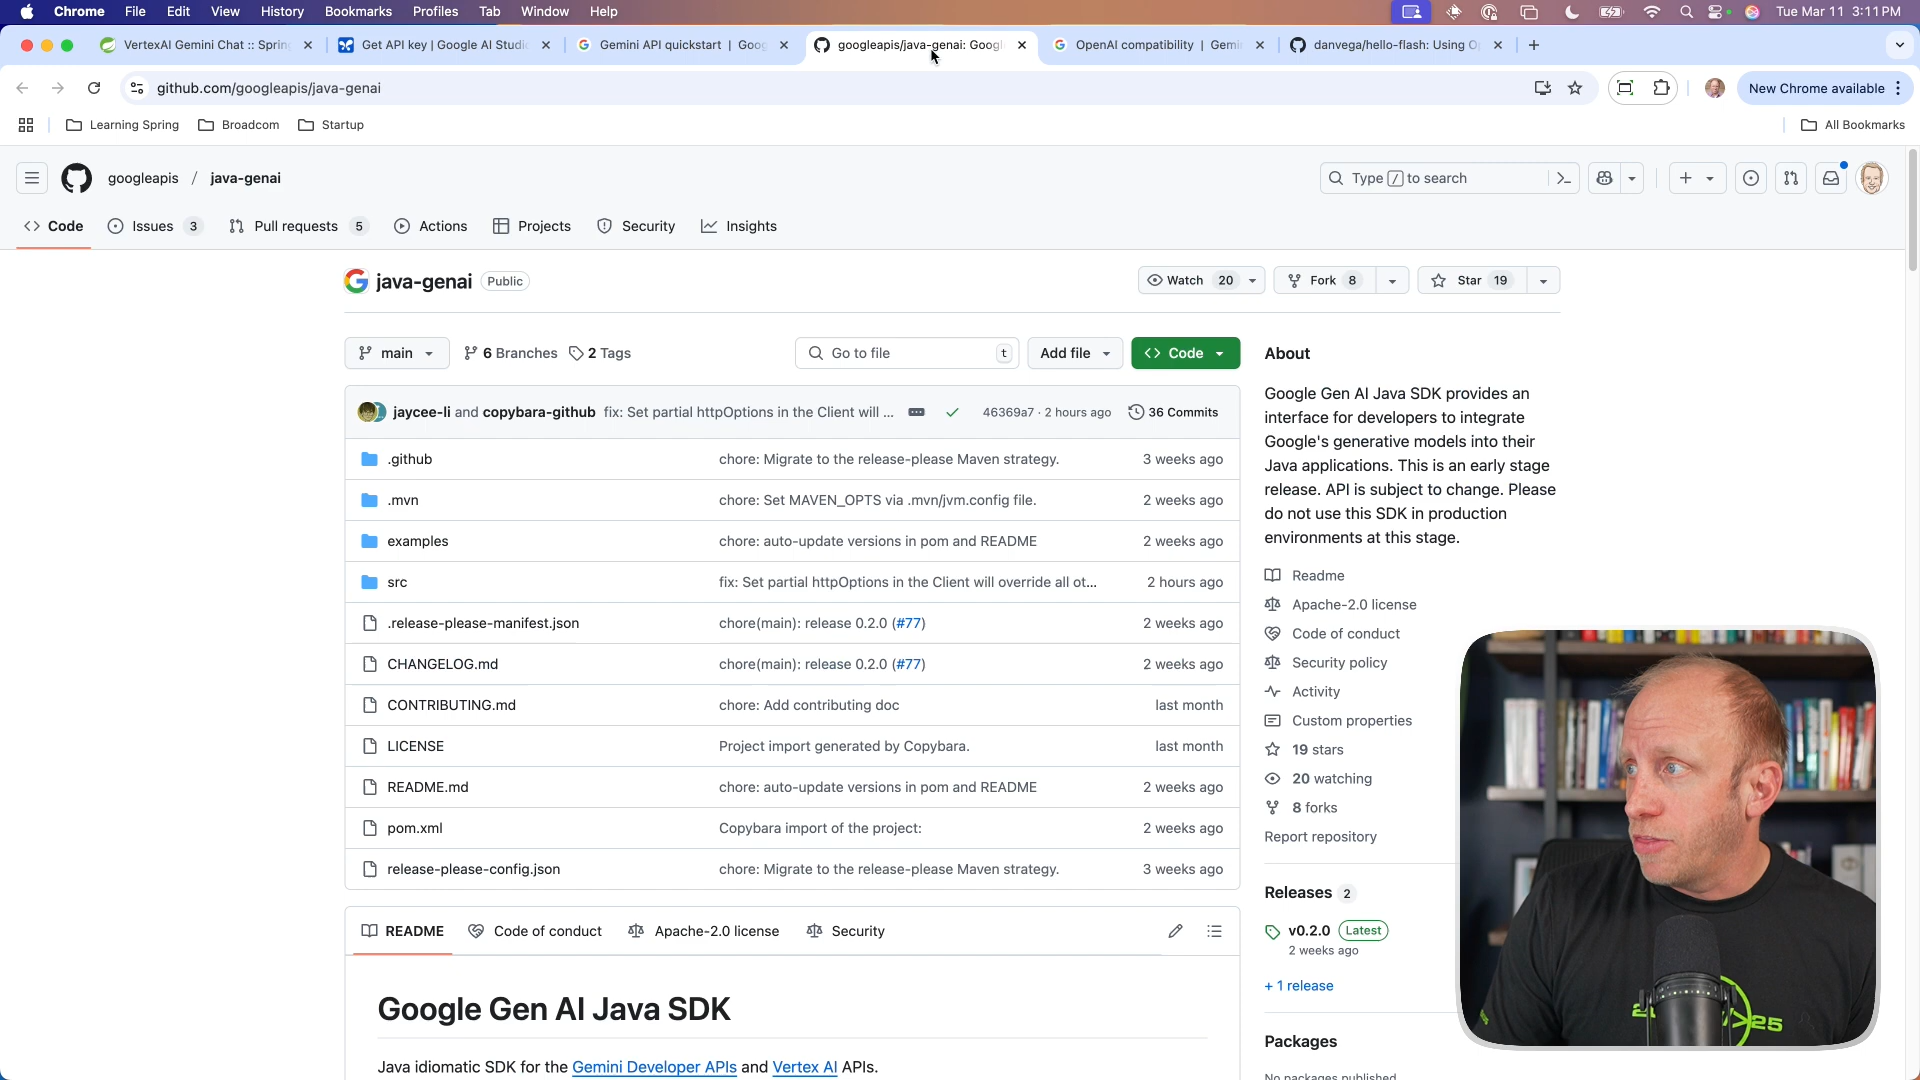 Chrome File Edit View History Bookmarks Profiles Tab Window Help Tue Mar 11 3:11 PM
VertexAI Gemini Chat :: Spring Get API key | Google AI Studio Gemini API quickstart | Goog googleapis/java-genai: Googl OpenAI compatibility | Gemi danvega/hello-flash: Using O
github.com/googleapis/java-genai New Chrome available
Learning Spring Broadcom Startup All Bookmarks
googleapis / java-genai Type / to search
Code Issues 3 Pull requests 5 Actions Projects Security Insights
java-genai Public Watch 20 Fork 8 Star 19
main 6 Branches 2 Tags Go to file t Add file Code
jaycee-li and copybara-github fix: Set partial httpOptions in the Client will ... 46369a7 · 2 hours ago 36 Commits
.github chore: Migrate to the release-please Maven strategy. 3 weeks ago
.mvn chore: Set MAVEN_OPTS via .mvn/jvm.config file. 2 weeks ago
examples chore: auto-update versions in pom and README 2 weeks ago
src fix: Set partial httpOptions in the Client will override all ot... 2 hours ago
.release-please-manifest.json chore(main): release 0.2.0 (#77) 2 weeks ago
CHANGELOG.md chore(main): release 0.2.0 (#77) 2 weeks ago
CONTRIBUTING.md chore: Add contributing doc last month
LICENSE Project import generated by Copybara. last month
README.md chore: auto-update versions in pom and README 2 weeks ago
pom.xml Copybara import of the project: 2 weeks ago
release-please-config.json chore: Migrate to the release-please Maven strategy. 3 weeks ago
README Code of conduct Apache-2.0 license Security
Google Gen AI Java SDK
Java idiomatic SDK for the Gemini Developer APIs and Vertex AI APIs.
About
Google Gen AI Java SDK provides an
interface for developers to integrate
Google's generative models into their
Java applications. This is an early stage
release. API is subject to change. Please
do not use this SDK in production
environments at this stage.
Readme
Apache-2.0 license
Code of conduct
Security policy
Activity
Custom properties
19 stars
20 watching
8 forks
Report repository
Releases 2
v0.2.0 Latest
2 weeks ago
+ 1 release
Packages
No packages published